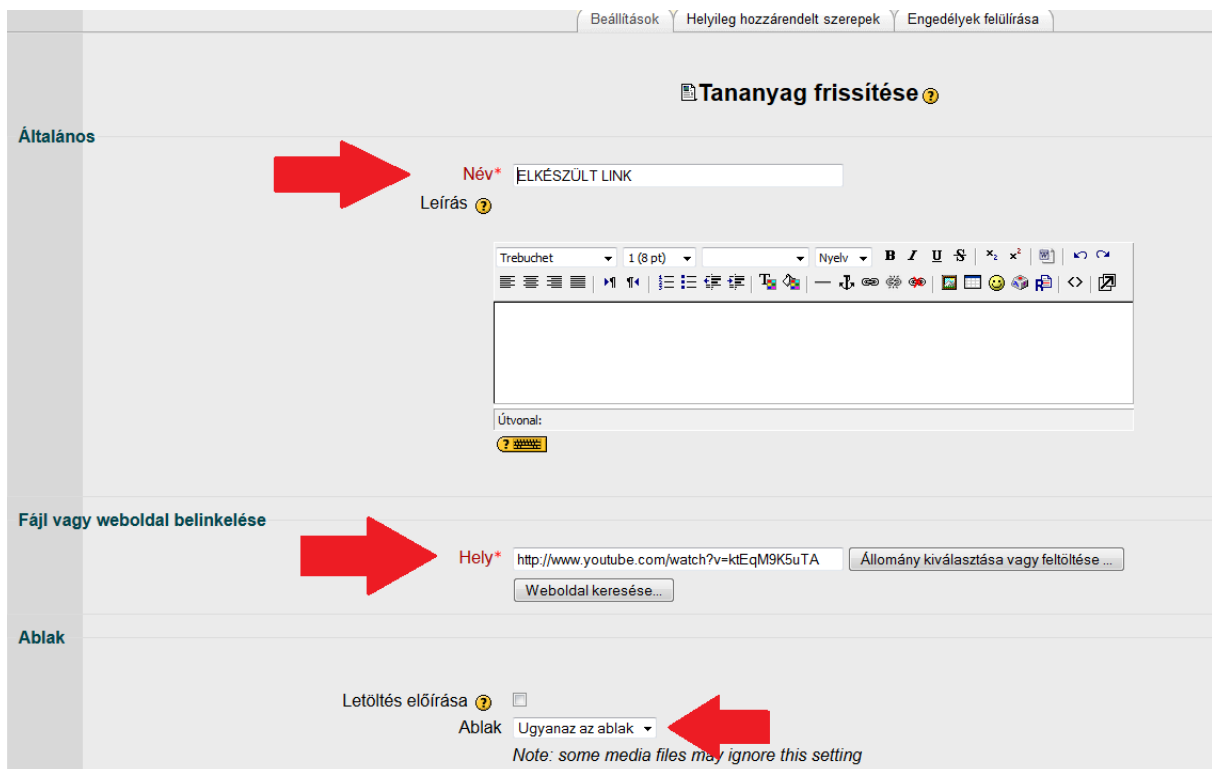 Beállítások Helyileg hozzárendelt szerepek Engedélyek felülírása
Tananyag frissítése
Általános
Név* ELKÉSZÜLT LINK
Leírás
Trebuchet 1 (8 pt) Nyelv B I U S x₂ x²
Útvonal:
Fájl vagy weboldal belinkelése
Hely* http://www.youtube.com/watch?v=ktEqM9K5uTA Állomány kiválasztása vagy feltöltése ...
Weboldal keresése...
Ablak
Letöltés előírása
Ablak Ugyanaz az ablak
Note: some media files may ignore this setting